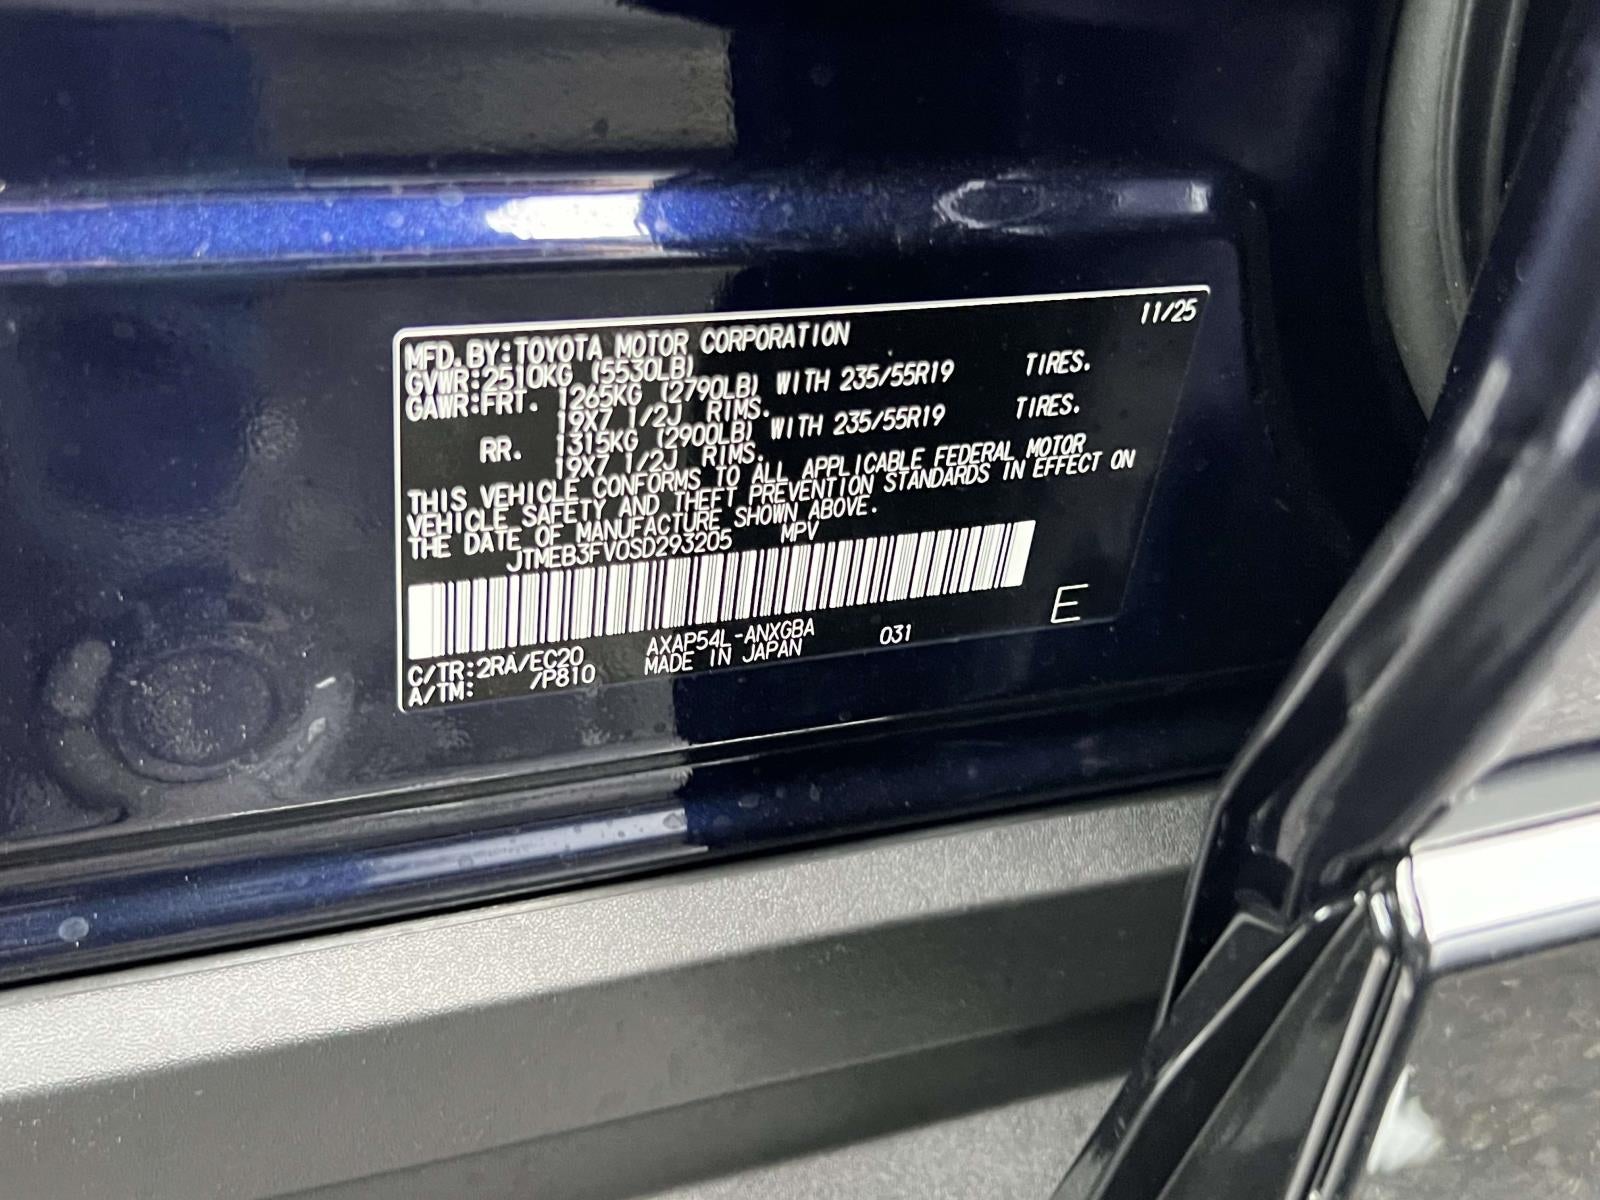 11/25
MFD.BY:TOYOTA MOTOR CORPORATION
GVWR:2510KG (5530LB)
GAWR:FRT. 1265KG (2790LB) WITH 235/55R19 TIRES.
19X7 1/2J RIMS.
RR. 1315KG (2900LB) WITH 235/55R19 TIRES.
19X7 1/2J RIMS.
THIS VEHICLE CONFORMS TO ALL APPLICABLE FEDERAL MOTOR
VEHICLE SAFETY AND THEFT PREVENTION STANDARDS IN EFFECT ON
THE DATE OF MANUFACTURE SHOWN ABOVE.
JTMEB3FV0SD293205 MPV
E
C/TR:2RA/EC20 AXAP54L-ANXGBA 031
A/TM: /P810 MADE IN JAPAN